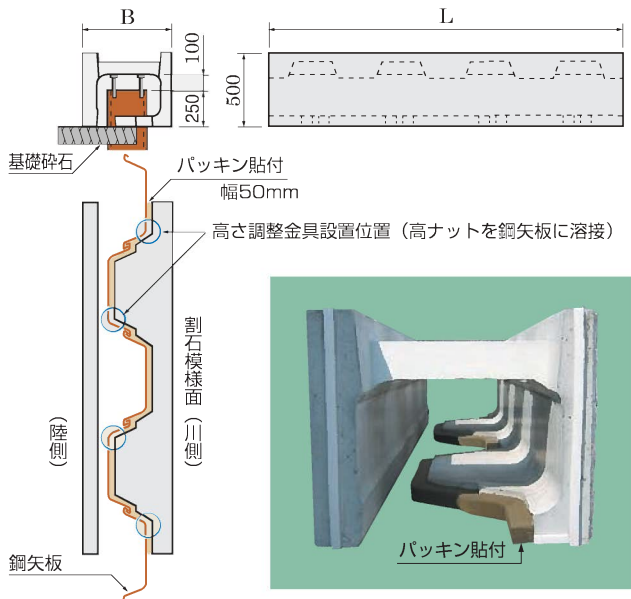 B
L
100
250
500
基礎砕石
パッキン貼付
幅50mm
高さ調整金具設置位置（高ナットを鋼矢板に溶接）
割石模様面
（川側）
（陸側）
鋼矢板
パッキン貼付